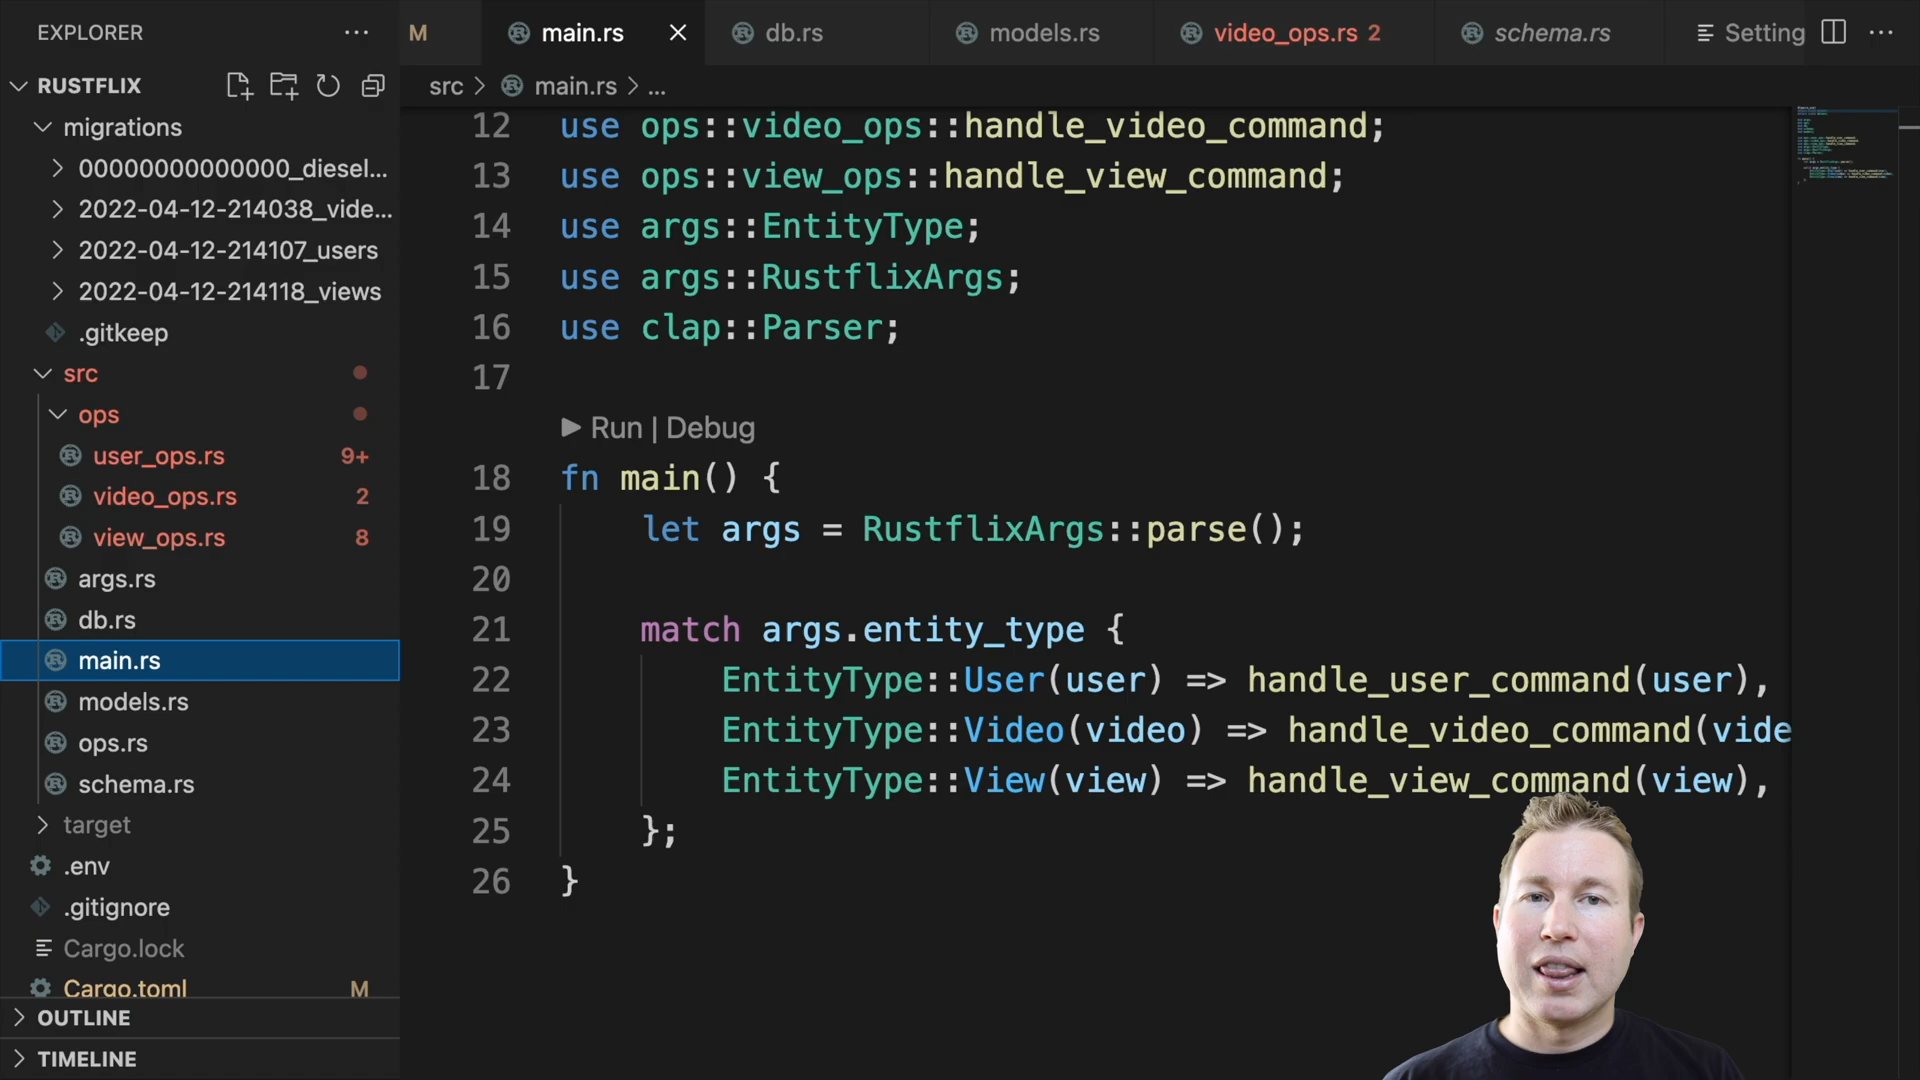 EXPLORER
RUSTFLIX
migrations
00000000000000_diesel...
2022-04-12-214038_vide...
2022-04-12-214107_users
2022-04-12-214118_views
.gitkeep
src
ops
user_ops.rs 9+
video_ops.rs 2
view_ops.rs 8
args.rs
db.rs
main.rs
models.rs
ops.rs
schema.rs
target
.env
.gitignore
Cargo.lock
Cargo.toml M
OUTLINE
TIMELINE
M main.rs db.rs models.rs video_ops.rs 2 schema.rs Setting
src > main.rs > ...
12 use ops::video_ops::handle_video_command;
13 use ops::view_ops::handle_view_command;
14 use args::EntityType;
15 use args::RustflixArgs;
16 use clap::Parser;
17
Run | Debug
18 fn main() {
19 let args = RustflixArgs::parse();
20
21 match args.entity_type {
22 EntityType::User(user) => handle_user_command(user),
23 EntityType::Video(video) => handle_video_command(vide
24 EntityType::View(view) => handle_view_command(view),
25 };
26 }